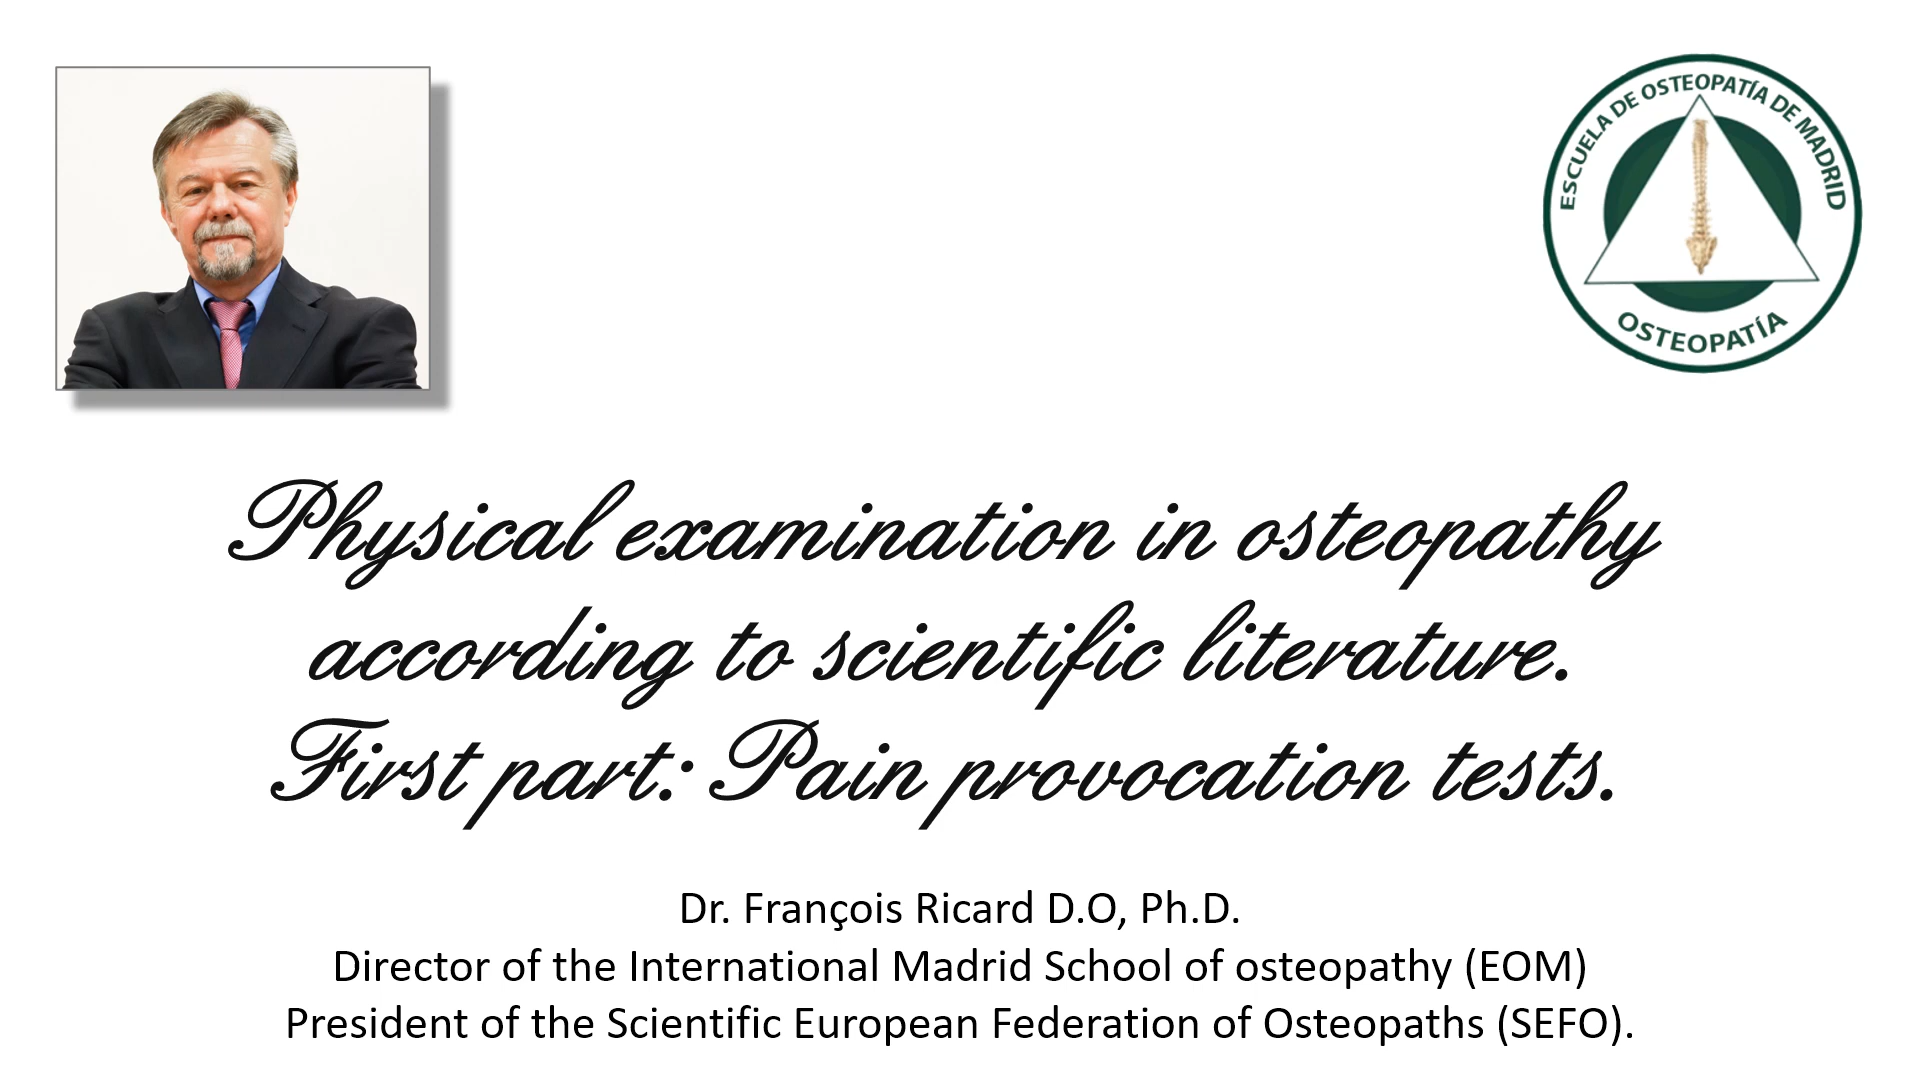 ESCUELA DE OSTEOPATÍA DE MADRID
OSTEOPATÍA
Physical examination in osteopathy
according to scientific literature.
First part: Pain provocation tests.
Dr. François Ricard D.O, Ph.D.
Director of the International Madrid School of osteopathy (EOM)
President of the Scientific European Federation of Osteopaths (SEFO).